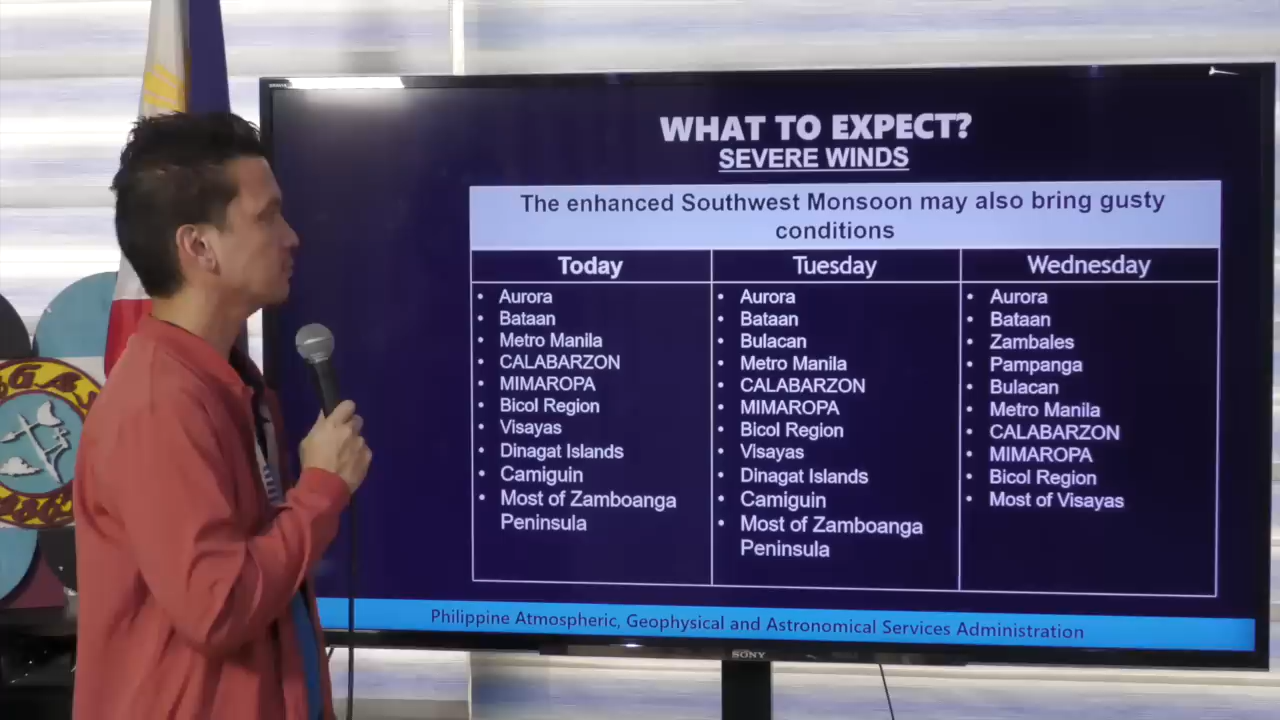 WHAT TO EXPECT?
SEVERE WINDS
The enhanced Southwest Monsoon may also bring gusty
conditions
Today
• Aurora
• Bataan
• Metro Manila
• CALABARZON
• MIMAROPA
• Bicol Region
• Visayas
• Dinagat Islands
• Camiguin
• Most of Zamboanga
Peninsula
Tuesday
• Aurora
• Bataan
• Bulacan
• Metro Manila
• CALABARZON
• MIMAROPA
• Bicol Region
• Visayas
• Dinagat Islands
• Camiguin
• Most of Zamboanga
Peninsula
Wednesday
• Aurora
• Bataan
• Zambales
• Pampanga
• Bulacan
• Metro Manila
• CALABARZON
• MIMAROPA
• Bicol Region
• Most of Visayas
Philippine Atmospheric, Geophysical and Astronomical Services Administration
SONY